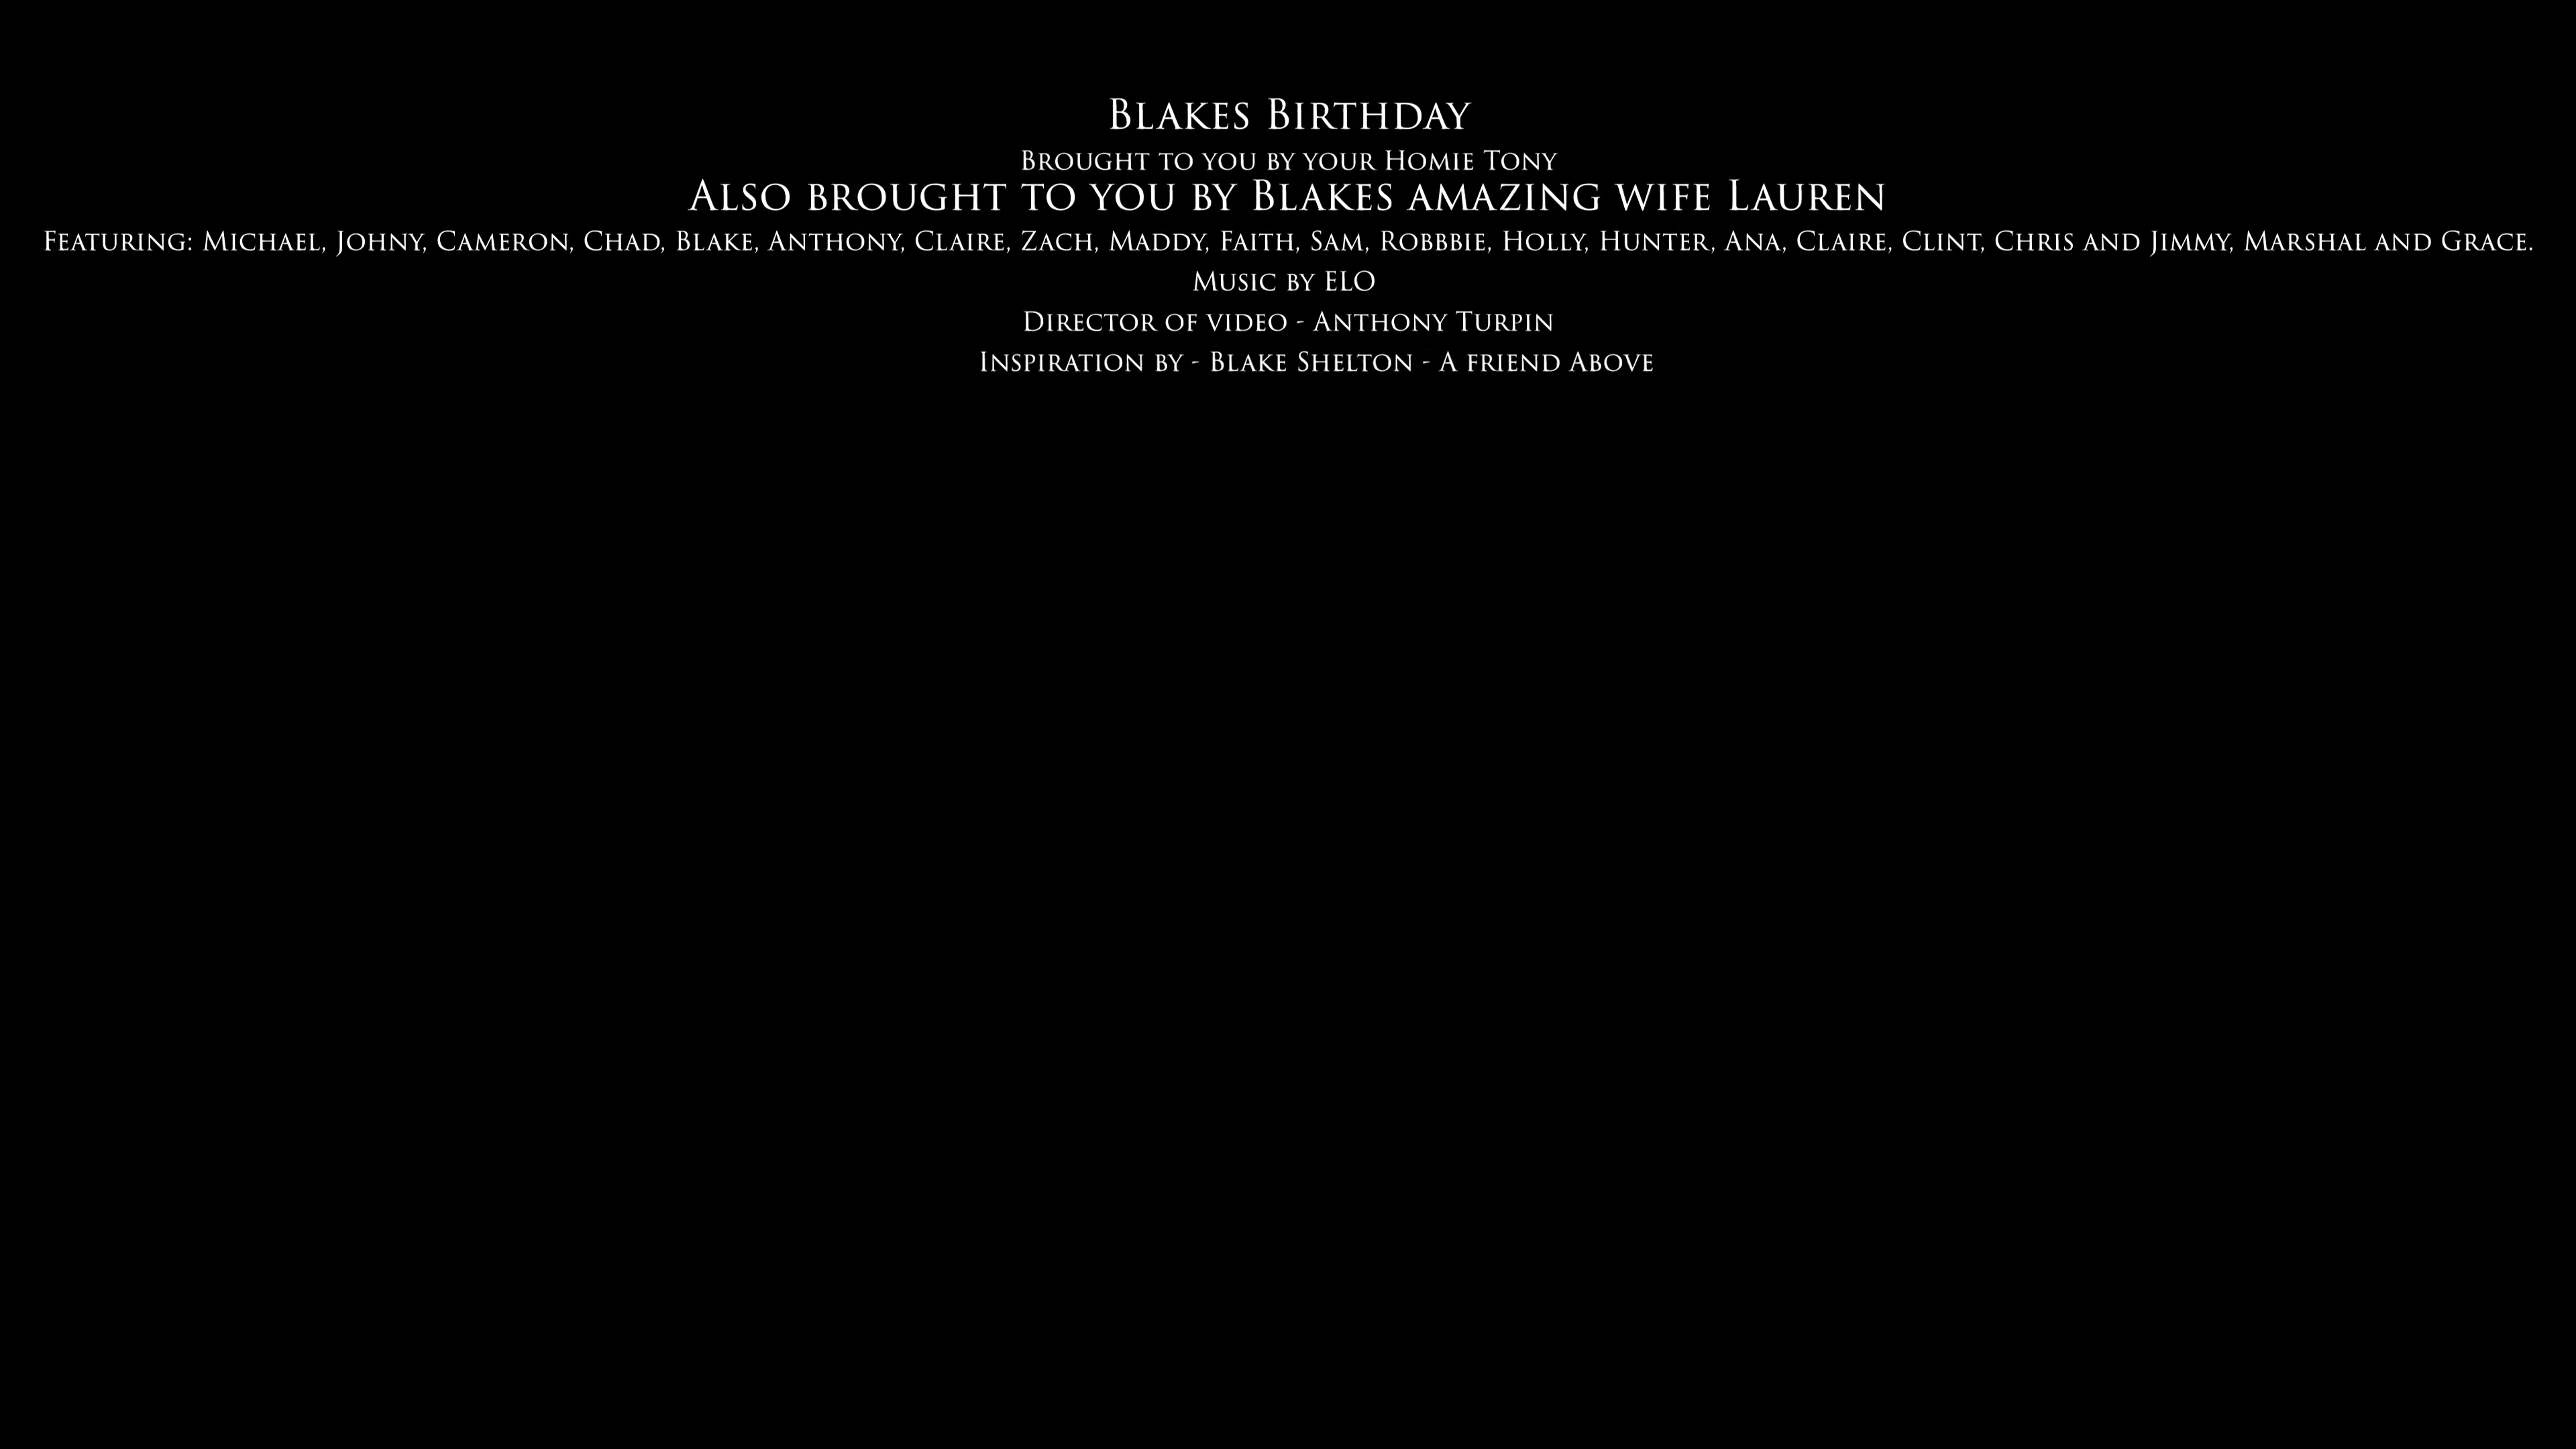 Blakes Birthday
Brought to you by your Homie Tony
Also brought to you by Blakes amazing wife Lauren
Featuring: Michael, Johny, Cameron, Chad, Blake, Anthony, Claire, Zach, Maddy, Faith, Sam, Robbbie, Holly, Hunter, Ana, Claire, Clint, Chris and Jimmy, Marshal and Grace.
Music by ELO
Director of video - Anthony Turpin
Inspiration by - Blake Shelton - A friend Above